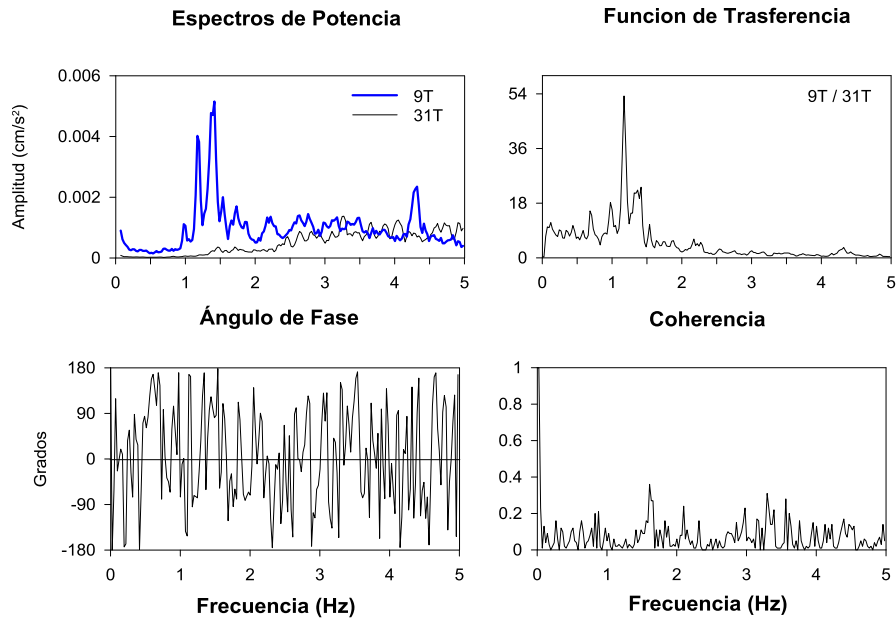 Espectros de Potencia
Funcion de Trasferencia
Amplitud (cm/s²)
0.006
0.004
0.002
0
9T
31T
0 1 2 3 4 5
54
36
18
0
9T / 31T
0 1 2 3 4 5
Ángulo de Fase
Coherencia
Grados
180
90
0
-90
-180
0 1 2 3 4 5
Frecuencia (Hz)
1
0.8
0.6
0.4
0.2
0
0 1 2 3 4 5
Frecuencia (Hz)